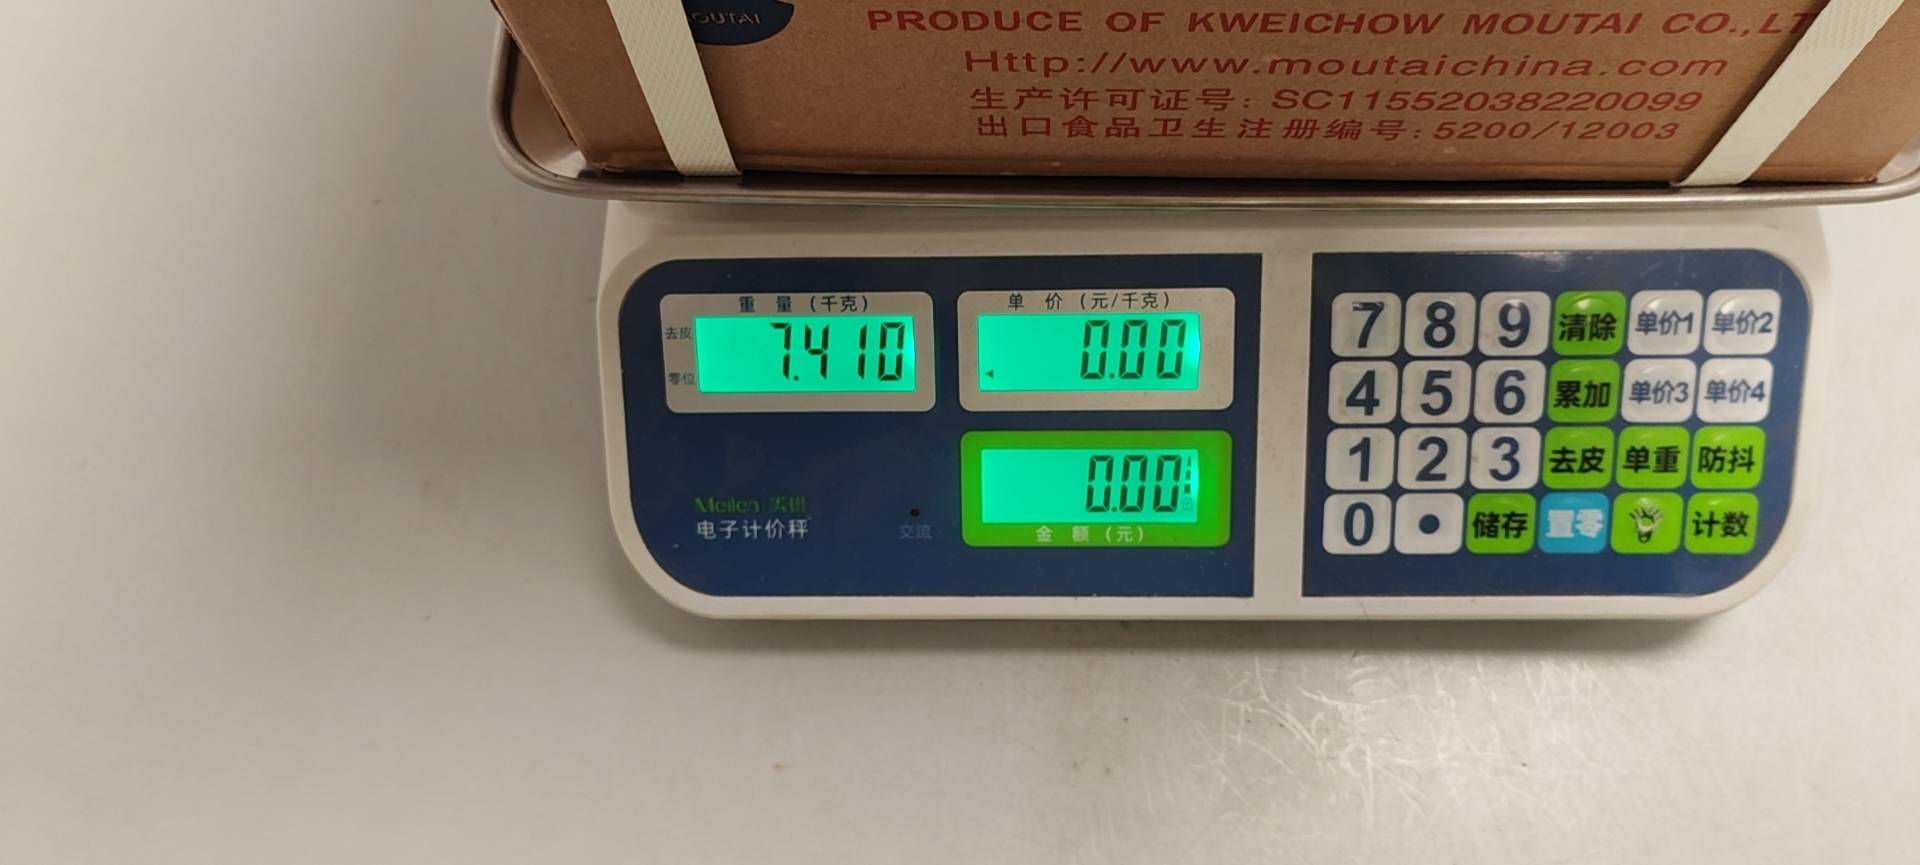 OUTAI
PRODUCE OF KWEICHOW MOUTAI CO.,LT
Http://www.moutaichina.com
生产许可证号: SC11552038220099
出口食品卫生注册编号: 5200/12003
重 量 (千克)
去皮
零位
7.410
单 价 (元/千克)
0.00
0.00
金 额 (元)
Meilen
电子计价秤
交流
7 8 9 清除 单价1 单价2
4 5 6 累加 单价3 单价4
1 2 3 去皮 单重 防抖
0 • 储存 置零 计数